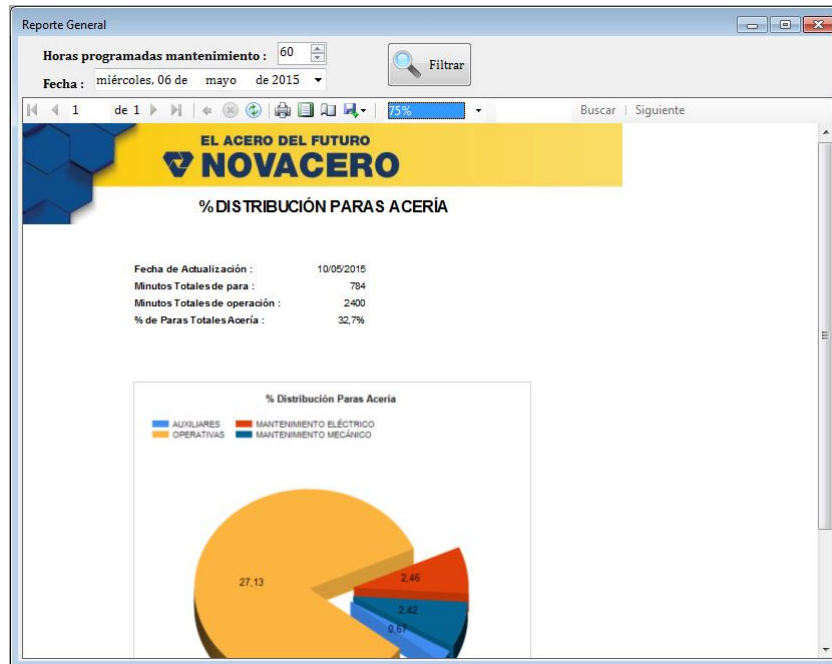 Reporte General
Horas programadas mantenimiento : 60
Filtrar
Fecha : miércoles, 06 de mayo de 2015
1 de 1 75% Buscar | Siguiente
EL ACERO DEL FUTURO
NOVACERO
% DISTRIBUCIÓN PARAS ACERÍA
Fecha de Actualización : 10/05/2015
Minutos Totales de para : 784
Minutos Totales de operación : 2400
% de Paras Totales Acería : 32,7%
% Distribución Paras Acería
AUXILIARES MANTENIMIENTO ELÉCTRICO
OPERATIVAS MANTENIMIENTO MECÁNICO
27,13
2,46
2,42
0,67